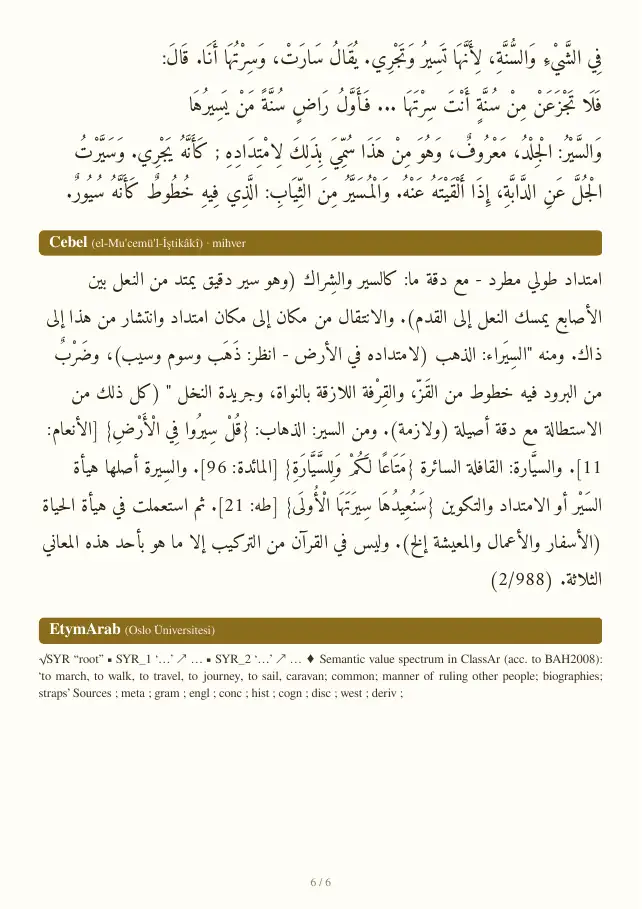 فِي الشَّيْءِ وَالسُّنَّةِ، لِأَنَّهَا تَسِيرُ وَتَجْرِي. يُقَالُ سَارَتْ، وَسِرْتُهَا أَنَا. قَالَ:
فَلَا تَجْزَعَنْ مِنْ سُنَّةٍ أَنْتَ سِرْتَهَا ... فَأَوَّلُ رَاضٍ سُنَّةً مَنْ يَسِيرُهَا
وَالسَّيْرُ: الْجِلْدُ، مَعْرُوفٌ، وَهُوَ مِنْ هَذَا سُمِّيَ بِذَلِكَ لِامْتِدَادِهِ ; كَأَنَّهُ يَجْرِي. وَسَيَّرْتُ
الْجُلَّ عَنِ الدَّابَّةِ، إِذَا أَلْقَيْتَهُ عَنْهُ. وَالْمُسَيَّرُ مِنَ الثِّيَابِ: الَّذِي فِيهِ خُطُوطٌ كَأَنَّهُ سُيُورٌ.
Cebel (el-Mu'cemü'l-İştikâkî) · mihver
امتداد طولي مطرد - مع دقة ما: كالسير والشِراك (وهو سير دقيق يمتد من النعل بين
الأصابع يمسك النعل إلى القدم). والانتقال من مكان إلى مكان امتداد وانتشار من هذا إلى
ذاك. ومنه "السِيَراء: الذهب (لامتداده في الأرض - انظر: ذَهَب وسوم وسيب)، وضَرْبٌ
من البرود فيه خطوط من القَزّ، والقِرْفة اللازقة بالنواة، وجريدة النخل " (كل ذلك من
الاستطالة مع دقة أصيلة (ولازمة). ومن السير: الذهاب: {قُلْ سِيرُوا فِي الْأَرْضِ} [الأنعام:
11]. والسيَّارة: القافلة السائرة {مَتَاعًا لَكُمْ وَلِلسَّيَّارَةِ} [المائدة: 96]. والسِيرة أصلها هيأة
السَيْر أو الامتداد والتكوين {سَنُعِيدُهَا سِيرَتَهَا الْأُولَى} [طه: 21]. ثم استعملت في هيأة الحياة
(الأسفار والأعمال والمعيشة إلخ). وليس في القرآن من التركيب إلا ما هو بأحد هذه المعاني
الثلاثة. (2/988)
EtymArab (Oslo Üniversitesi)
√SYR “root” ▪ SYR_1 ‘…’ ↗ … ▪ SYR_2 ‘…’ ↗ … ♦ Semantic value spectrum in ClassAr (acc. to BAH2008):
‘to march, to walk, to travel, to journey, to sail, caravan; common; manner of ruling other people; biographies;
straps’ Sources ; meta ; gram ; engl ; conc ; hist ; cogn ; disc ; west ; deriv ;
6 / 6